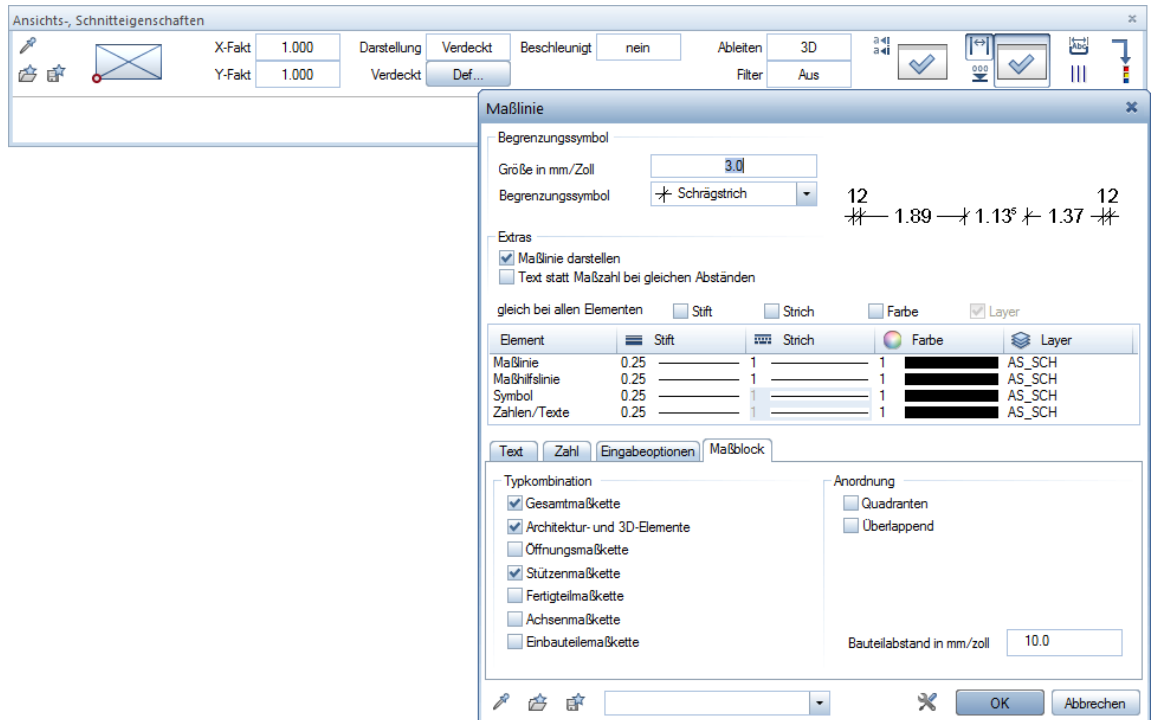 Ansichts-, Schnitteigenschaften
X-Fakt 1.000 Darstellung Verdeckt Beschleunigt nein Ableiten 3D
Y-Fakt 1.000 Verdeckt Def... Filter Aus
Abc
Maßlinie
Begrenzungssymbol
Größe in mm/Zoll 3.0
Begrenzungssymbol Schrägstrich
12 12
1.89 1.13⁵ 1.37
Extras
Maßlinie darstellen
Text statt Maßzahl bei gleichen Abständen
gleich bei allen Elementen Stift Strich Farbe Layer
Element Stift Strich Farbe Layer
Maßlinie 0.25 1 1 AS_SCH
Maßhilfslinie 0.25 1 1 AS_SCH
Symbol 0.25 1 1 AS_SCH
Zahlen/Texte 0.25 1 1 AS_SCH
Text Zahl Eingabeoptionen Maßblock
Typkombination Anordnung
Gesamtmaßkette Quadranten
Architektur- und 3D-Elemente Überlappend
Öffnungsmaßkette
Stützenmaßkette
Fertigteilmaßkette
Achsenmaßkette
Einbauteilemaßkette Bauteilabstand in mm/zoll 10.0
OK Abbrechen